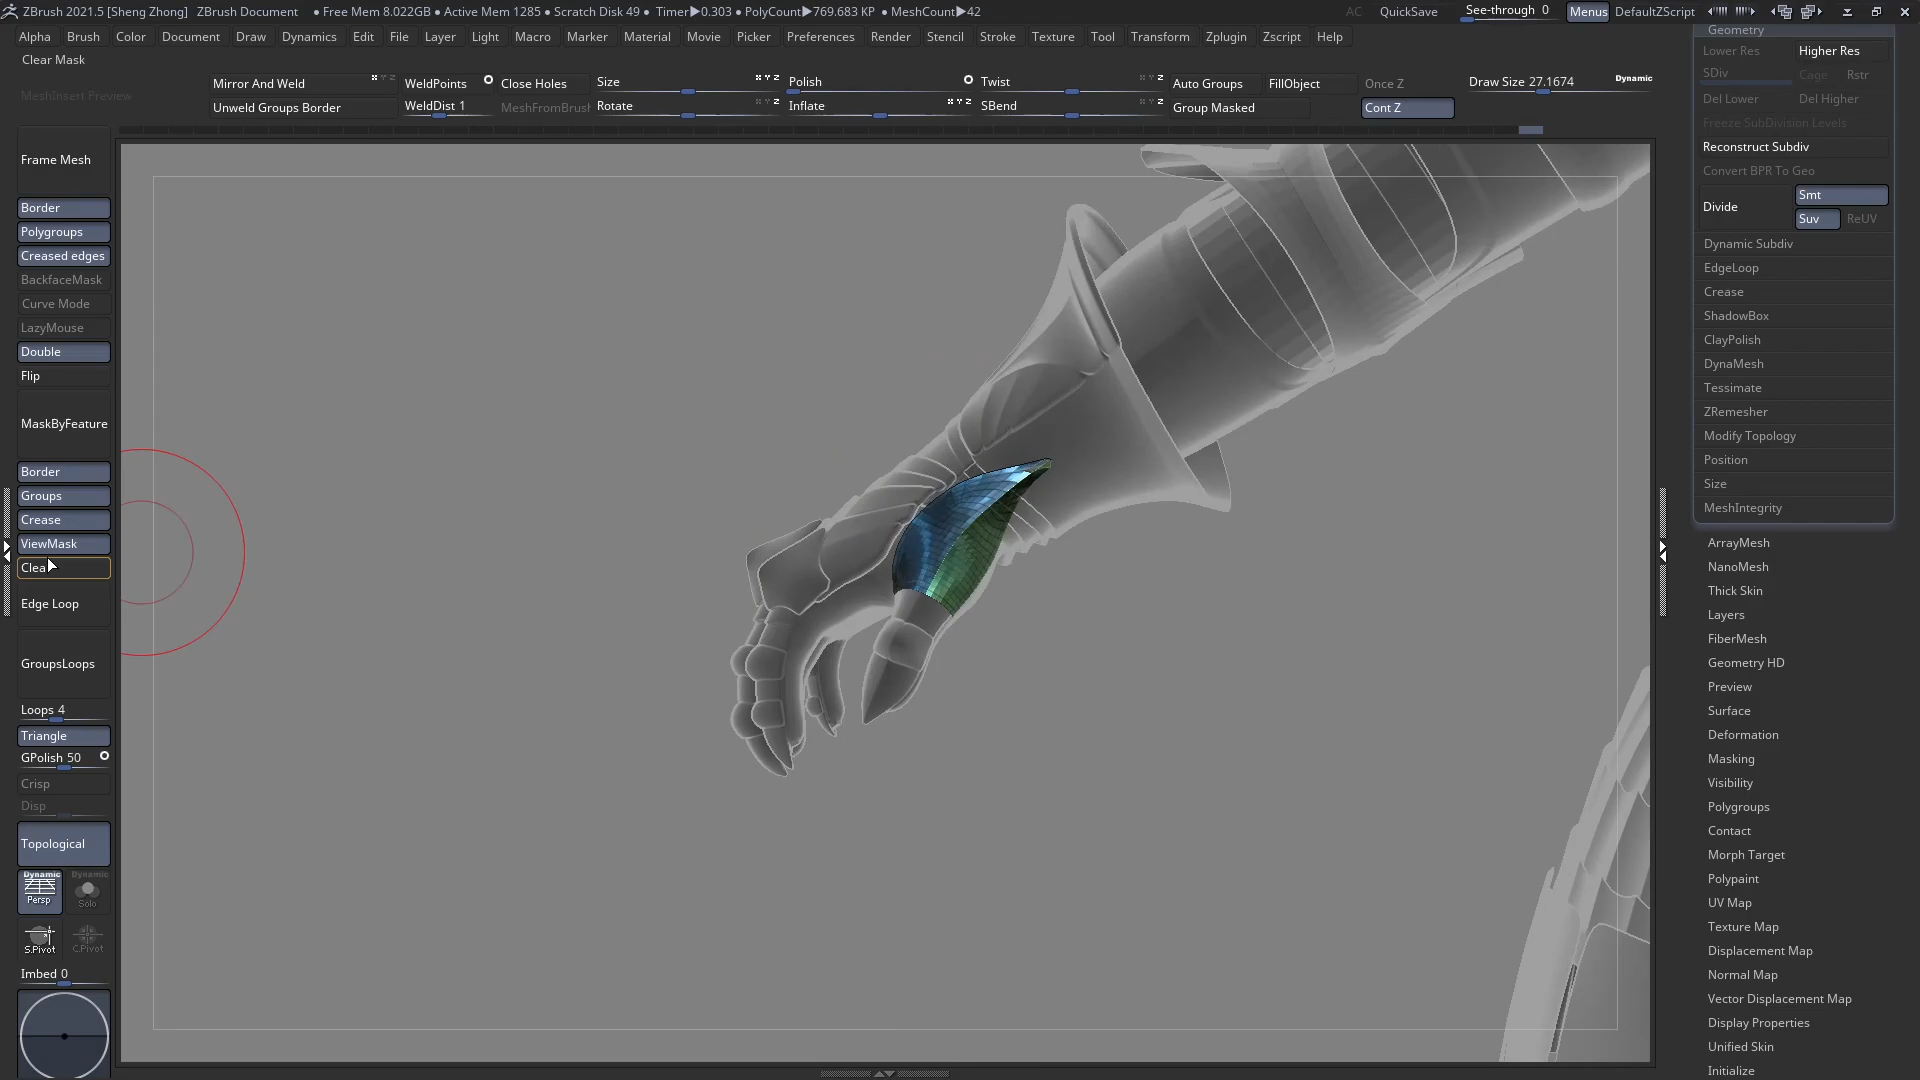 ZBrush 2021.5 [Sheng Zhong] ZBrush Document • Free Mem 8.022GB • Active Mem 1285 • Scratch Disk 49 • Timer▶0.303 • PolyCount▶769.683 KP • MeshCount▶42 AC QuickSave See-through 0 Menus DefaultZScript
Alpha Brush Color Document Draw Dynamics Edit File Layer Light Macro Marker Material Movie Picker Preferences Render Stencil Stroke Texture Tool Transform Zplugin Zscript Help
Clear Mask
MeshInsert Preview
Mirror And Weld WeldPoints Close Holes Size Polish Twist Auto Groups FillObject Once Z Draw Size 27.1674 Dynamic
Unweld Groups Border WeldDist 1 MeshFromBrush Rotate Inflate SBend Group Masked Cont Z
Frame Mesh
Border
Polygroups
Creased edges
BackfaceMask
Curve Mode
LazyMouse
Double
Flip
MaskByFeature
Border
Groups
Crease
ViewMask
Clea
Edge Loop
GroupsLoops
Loops 4
Triangle
GPolish 50
Crisp
Disp
Topological
Dynamic Dynamic
Persp Solo
S.Pivot C.Pivot
Imbed 0
Geometry
Lower Res Higher Res
SDiv Cage Rstr
Del Lower Del Higher
Freeze SubDivision Levels
Reconstruct Subdiv
Convert BPR To Geo
Divide Smt
Suv ReUV
Dynamic Subdiv
EdgeLoop
Crease
ShadowBox
ClayPolish
DynaMesh
Tessimate
ZRemesher
Modify Topology
Position
Size
MeshIntegrity
ArrayMesh
NanoMesh
Thick Skin
Layers
FiberMesh
Geometry HD
Preview
Surface
Deformation
Masking
Visibility
Polygroups
Contact
Morph Target
Polypaint
UV Map
Texture Map
Displacement Map
Normal Map
Vector Displacement Map
Display Properties
Unified Skin
Initialize